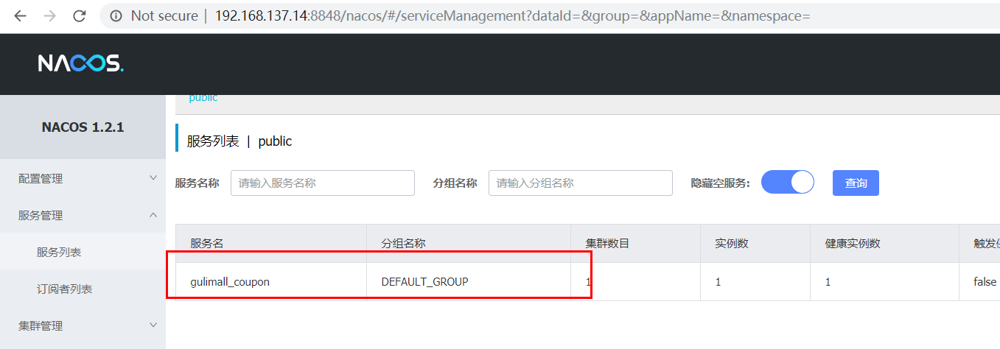 Not secure | 192.168.137.14:8848/nacos/#/serviceManagement?dataId=&group=&appName=&namespace=
NACOS.
public
NACOS 1.2.1
服务列表 | public
配置管理
服务名称 请输入服务名称 分组名称 请输入分组名称 隐藏空服务: 查询
服务管理
服务名 分组名称 集群数目 实例数 健康实例数 触发
服务列表
gulimall_coupon DEFAULT_GROUP 1 1 1 false
订阅者列表
集群管理